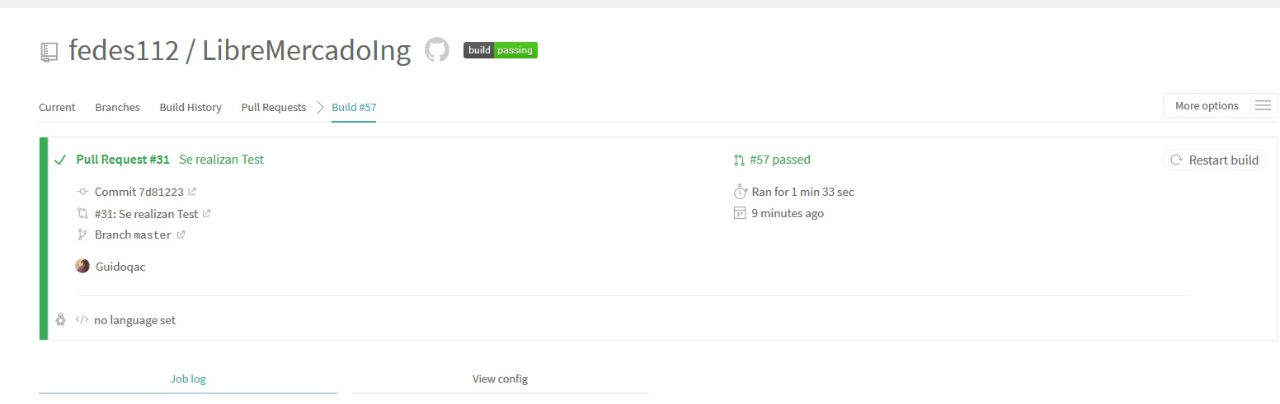 fedes112 / LibreMercadoIng build passing
Current Branches Build History Pull Requests Build #57 More options
Pull Request #31 Se realizan Test #57 passed Restart build
Commit 7d81223 Ran for 1 min 33 sec
#31: Se realizan Test 9 minutes ago
Branch master
Guidoqac
</> no language set
Job log View config